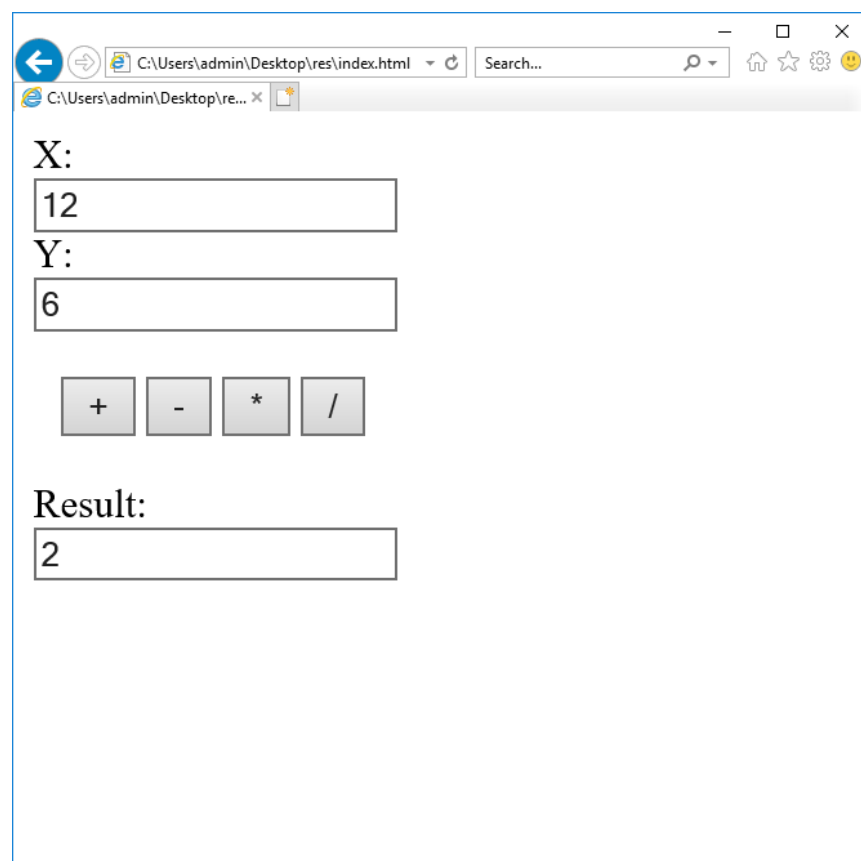 C:\Users\admin\Desktop\res\index.html Search...
C:\Users\admin\Desktop\re...
X:
12
Y:
6
+ - * /
Result:
2